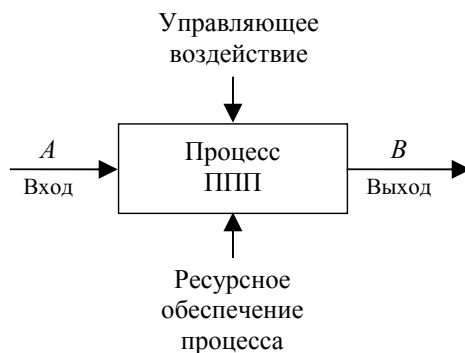 Управляющее
воздействие
A
Вход
Процесс
ППП
B
Выход
Ресурсное
обеспечение
процесса